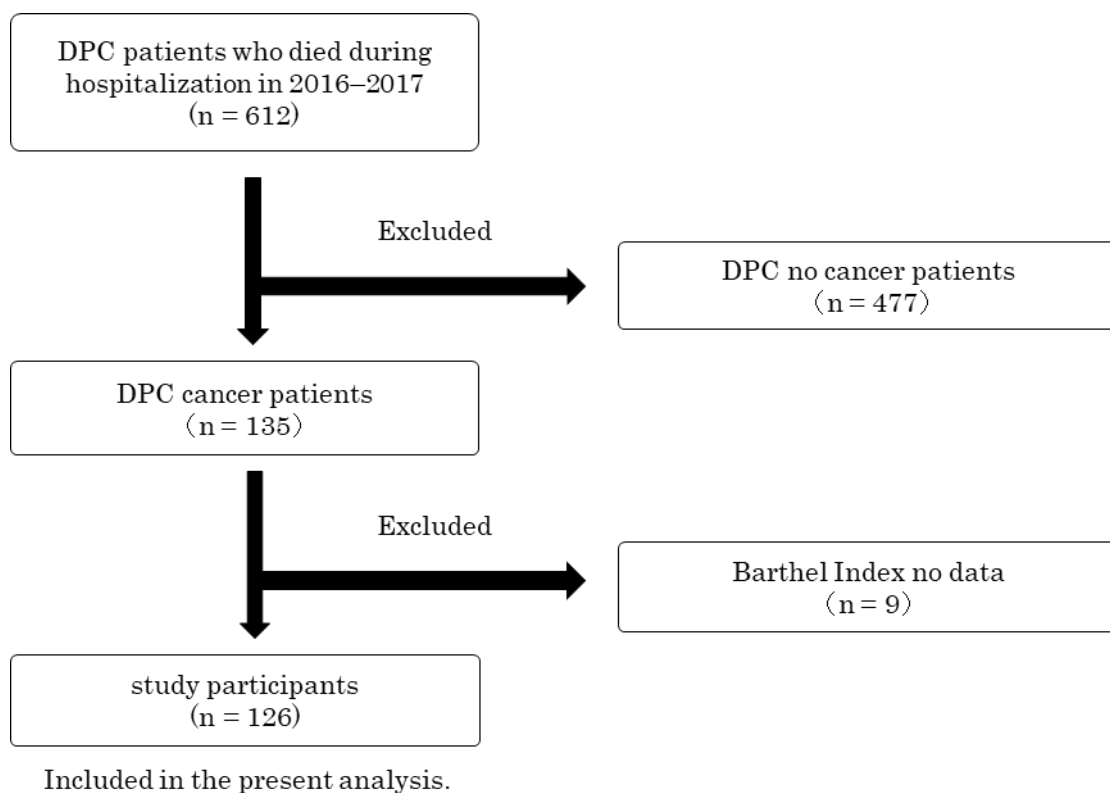 DPC patients who died during
hospitalization in 2016–2017
(n = 612)
Excluded
DPC no cancer patients
（n = 477）
DPC cancer patients
（n = 135）
Excluded
Barthel Index no data
（n = 9）
study participants
(n = 126)
Included in the present analysis.